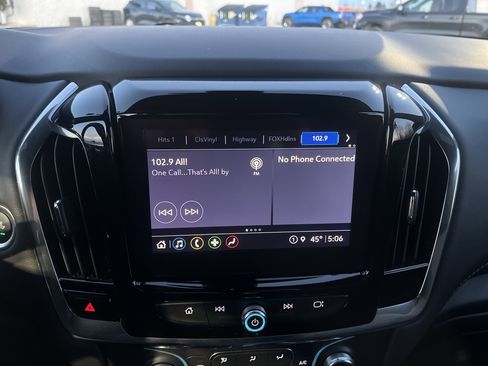 Hits 1 ClsVinyl Highway FOXHdlns 102.9
102.9 All!
One Call...That's All! by
FM
No Phone Connected
1 45° 5:06
A/C